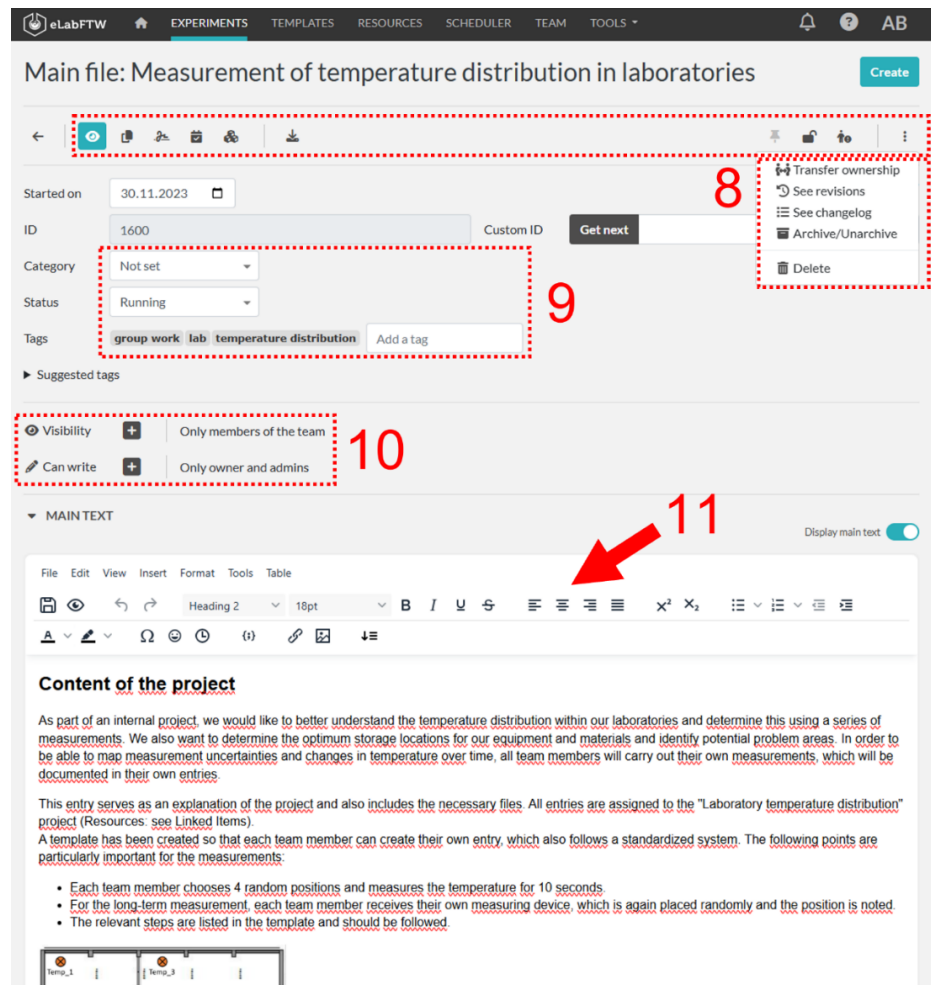 eLabFTW EXPERIMENTS TEMPLATES RESOURCES SCHEDULER TEAM TOOLS AB
Main file: Measurement of temperature distribution in laboratories Create
8
Transfer ownership
See revisions
See changelog
Archive/Unarchive
Delete
Started on 30.11.2023
ID 1600 Custom ID Get next
Category Not set
Status Running
9
Tags group work lab temperature distribution Add a tag
Suggested tags
Visibility Only members of the team
10
Can write Only owner and admins
MAIN TEXT
11
Display main text
File Edit View Insert Format Tools Table
Heading 2 18pt B I U S x² X₂
A Ω {;}
Content of the project
As part of an internal project, we would like to better understand the temperature distribution within our laboratories and determine this using a series of
measurements. We also want to determine the optimum storage locations for our equipment and materials and identify potential problem areas. In order to
be able to map measurement uncertainties and changes in temperature over time, all team members will carry out their own measurements, which will be
documented in their own entries.
This entry serves as an explanation of the project and also includes the necessary files. All entries are assigned to the "Laboratory temperature distribution"
project (Resources: see Linked Items).
A template has been created so that each team member can create their own entry, which also follows a standardized system. The following points are
particularly important for the measurements:
• Each team member chooses 4 random positions and measures the temperature for 10 seconds.
• For the long-term measurement, each team member receives their own measuring device, which is again placed randomly and the position is noted.
• The relevant steps are listed in the template and should be followed.
Temp_1 Temp_3